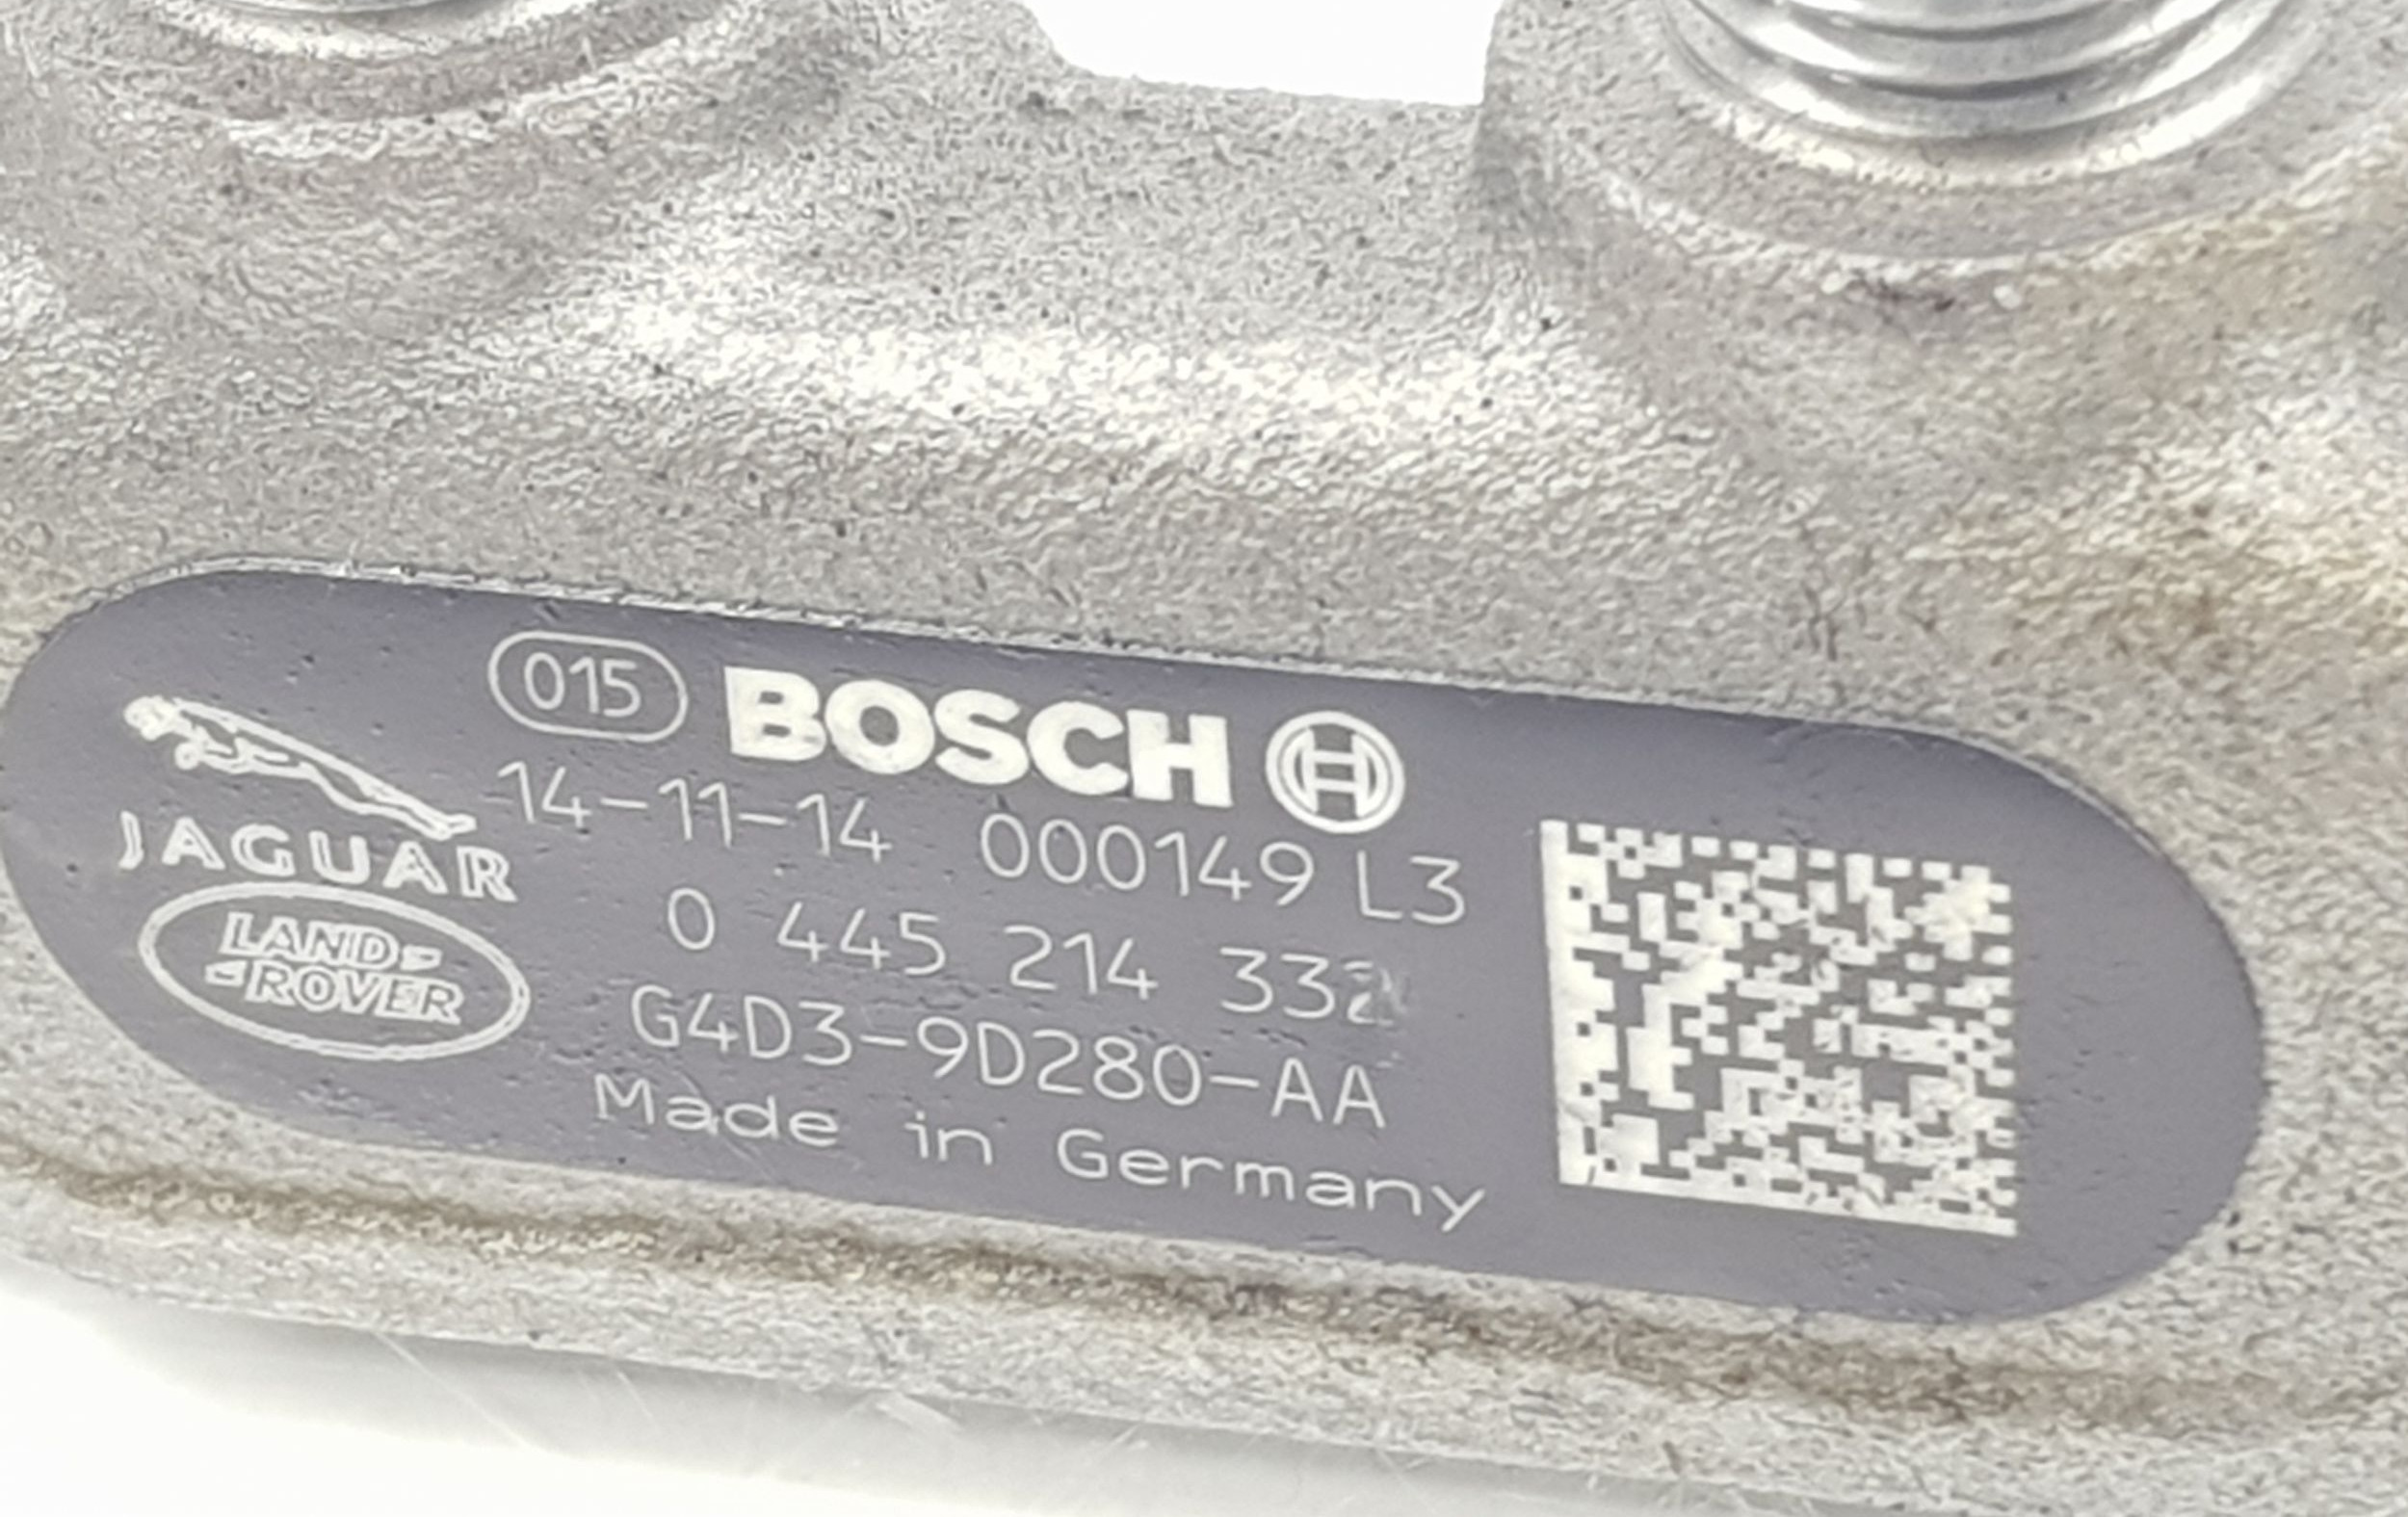 015 BOSCH
14-11-14 000149 L3
JAGUAR
0 445 214 332
LAND-
-ROVER
G4D3-9D280-AA
Made in Germany